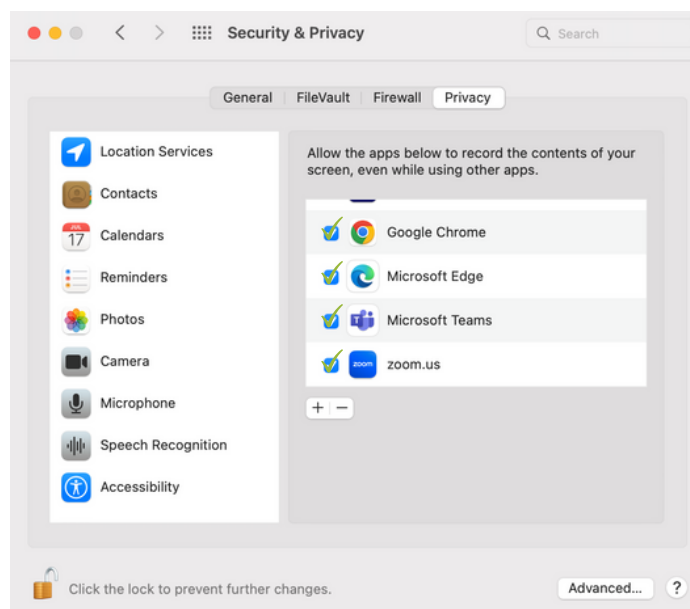 Security & Privacy
Search
General
FileVault
Firewall
Privacy
Location Services
Contacts
JUL
17
Calendars
Reminders
Photos
Camera
Microphone
Speech Recognition
Accessibility
Allow the apps below to record the contents of your
screen, even while using other apps.
Google Chrome
Microsoft Edge
T
Microsoft Teams
zoom
zoom.us
+ −
Click the lock to prevent further changes.
Advanced...
?